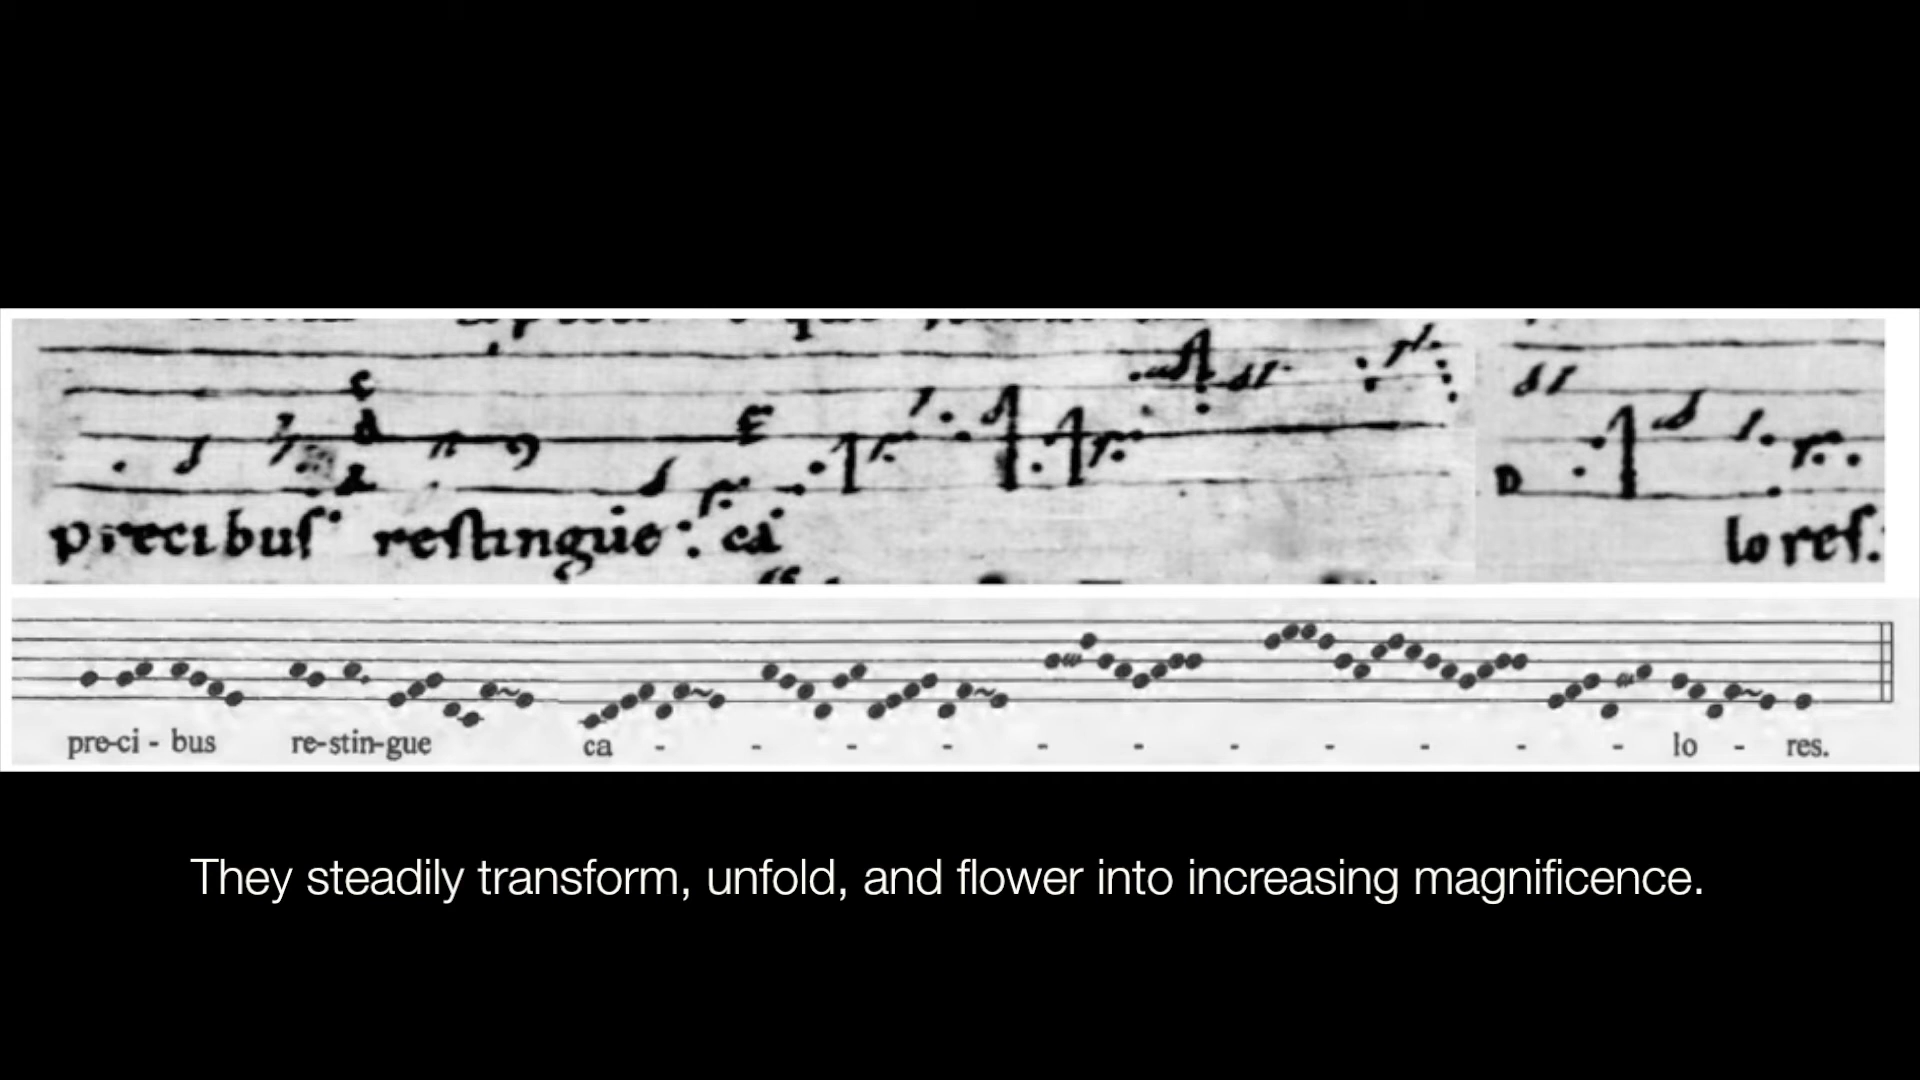 c
d
E
D
precibus restingue : ca
lores.
pre-ci - bus re-stin-gue ca - - - - - - - - - - - lo - res.
They steadily transform, unfold, and flower into increasing magnificence.